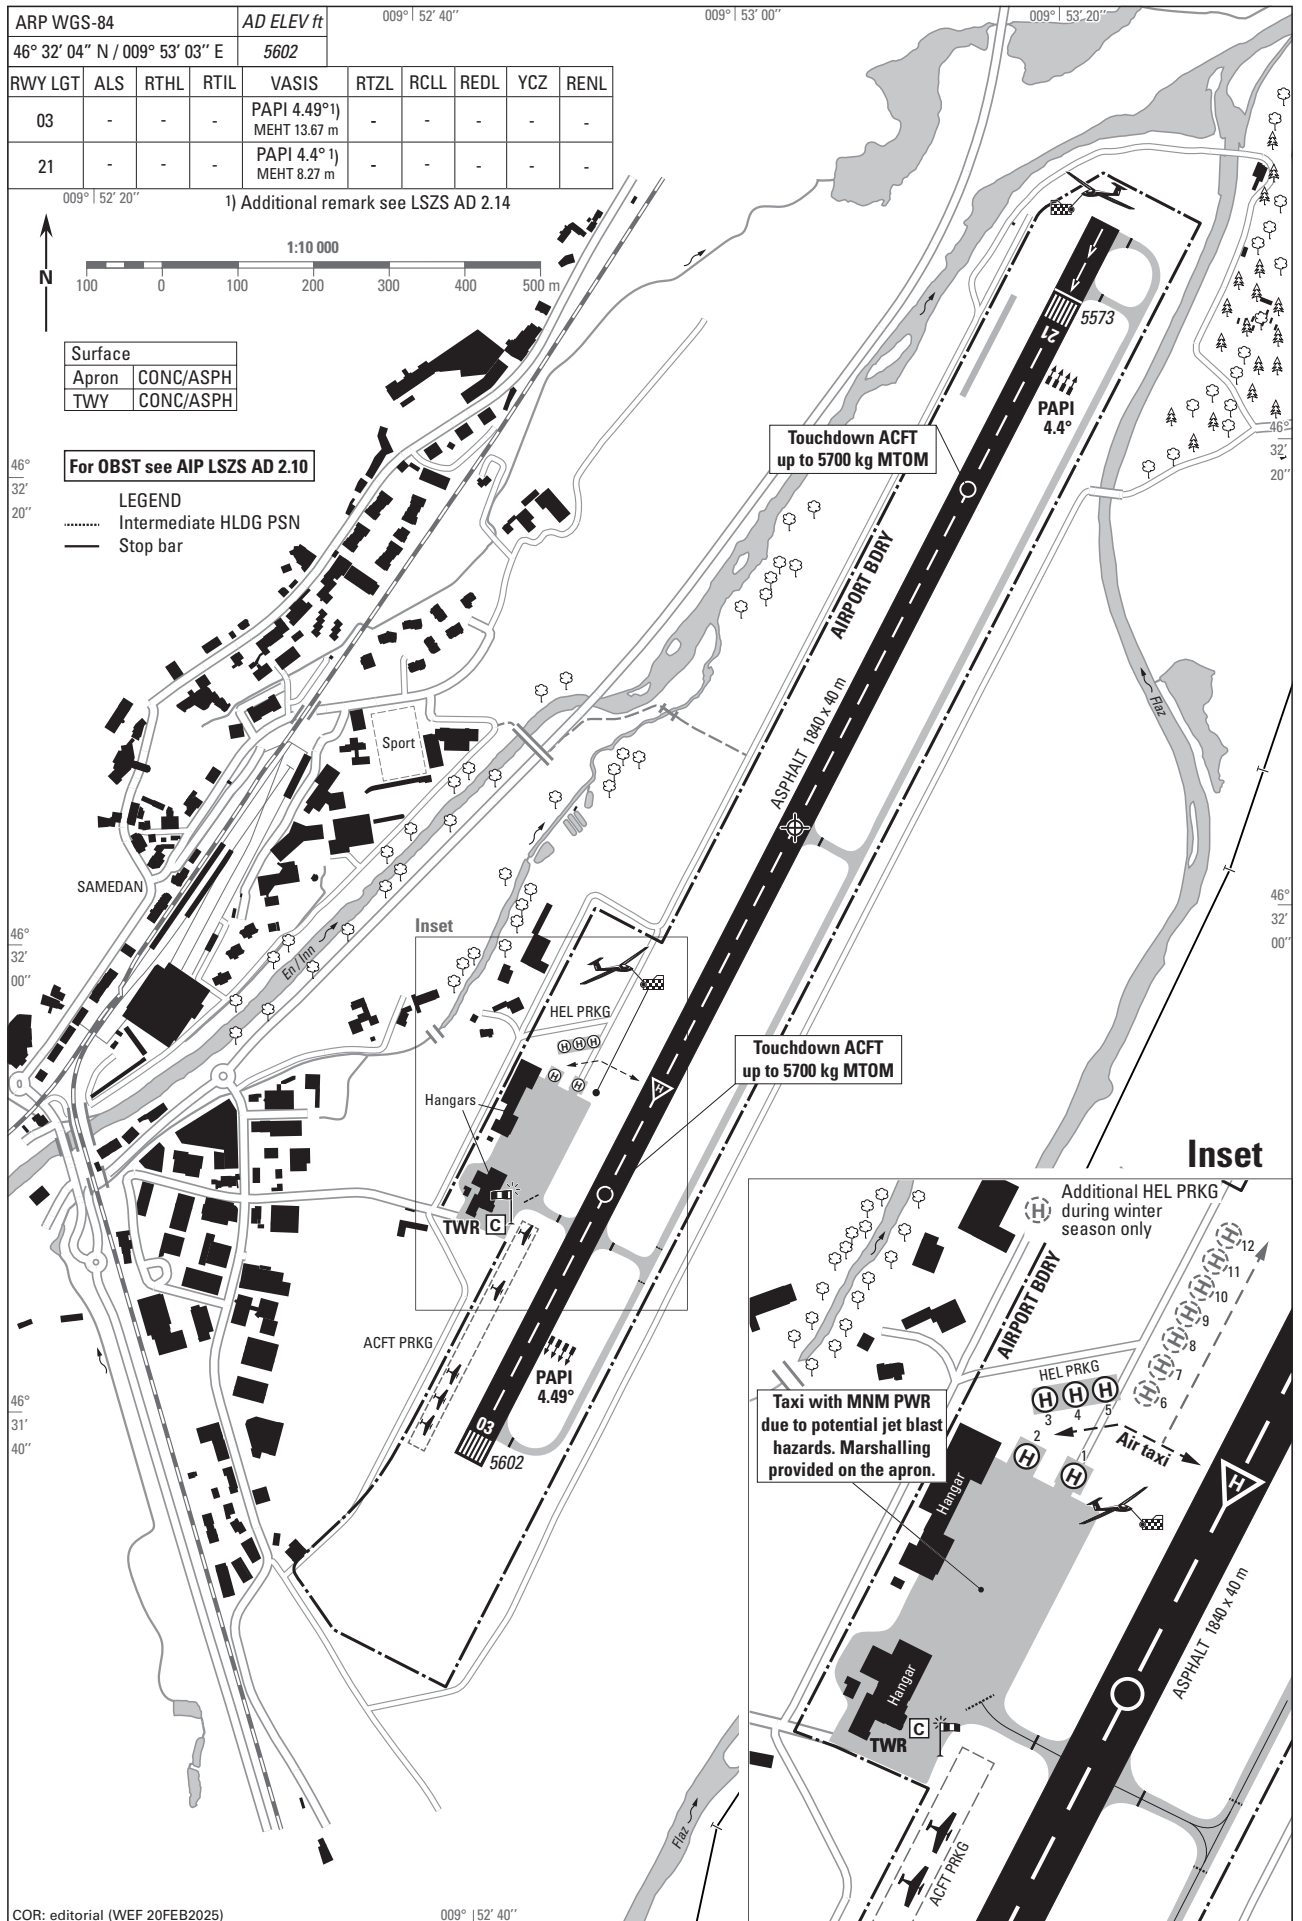 009° 52' 40"
009° 53' 00"
009° 53' 20"
ARP WGS-84 AD ELEV ft
46° 32' 04" N / 009° 53' 03" E 5602
RWY LGT ALS RTHL RTIL VASIS RTZL RCLL REDL YCZ RENL
03 - - - PAPI 4.49° 1) - - - - -
MEHT 13.67 m
21 - - - PAPI 4.4° 1) - - - - -
MEHT 8.27 m
009° 52' 20"
1) Additional remark see LSZS AD 2.14
N
1:10 000
100 0 100 200 300 400 500 m
Surface
Apron CONC/ASPH
TWY CONC/ASPH
For OBST see AIP LSZS AD 2.10
LEGEND
Intermediate HLDG PSN
Stop bar
46°
32'
20"
5573
21
PAPI
4.4°
46°
32'
20"
Touchdown ACFT
up to 5700 kg MTOM
AIRPORT BDRY
ASPHALT 1840 x 40 m
Flaz
Sport
SAMEDAN
En / Inn
46°
32'
00"
46°
32'
00"
Inset
HEL PRKG
H H H
H H
H
Hangars
Touchdown ACFT
up to 5700 kg MTOM
TWR C
ACFT PRKG
PAPI
4.49°
03
5602
46°
31'
40"
Inset
H Additional HEL PRKG
during winter
season only
AIRPORT BDRY
H 12
H 11
H 10
H 9
H 8
H 7
H 6
HEL PRKG
H H H
3 4 5
2
H
1
H
Air taxi
H
Taxi with MNM PWR
due to potential jet blast
hazards. Marshalling
provided on the apron.
Hangar
Hangar
TWR C
ASPHALT 1840 x 40 m
ACFT PRKG
Flaz
COR: editorial (WEF 20FEB2025)
009° 52' 40"